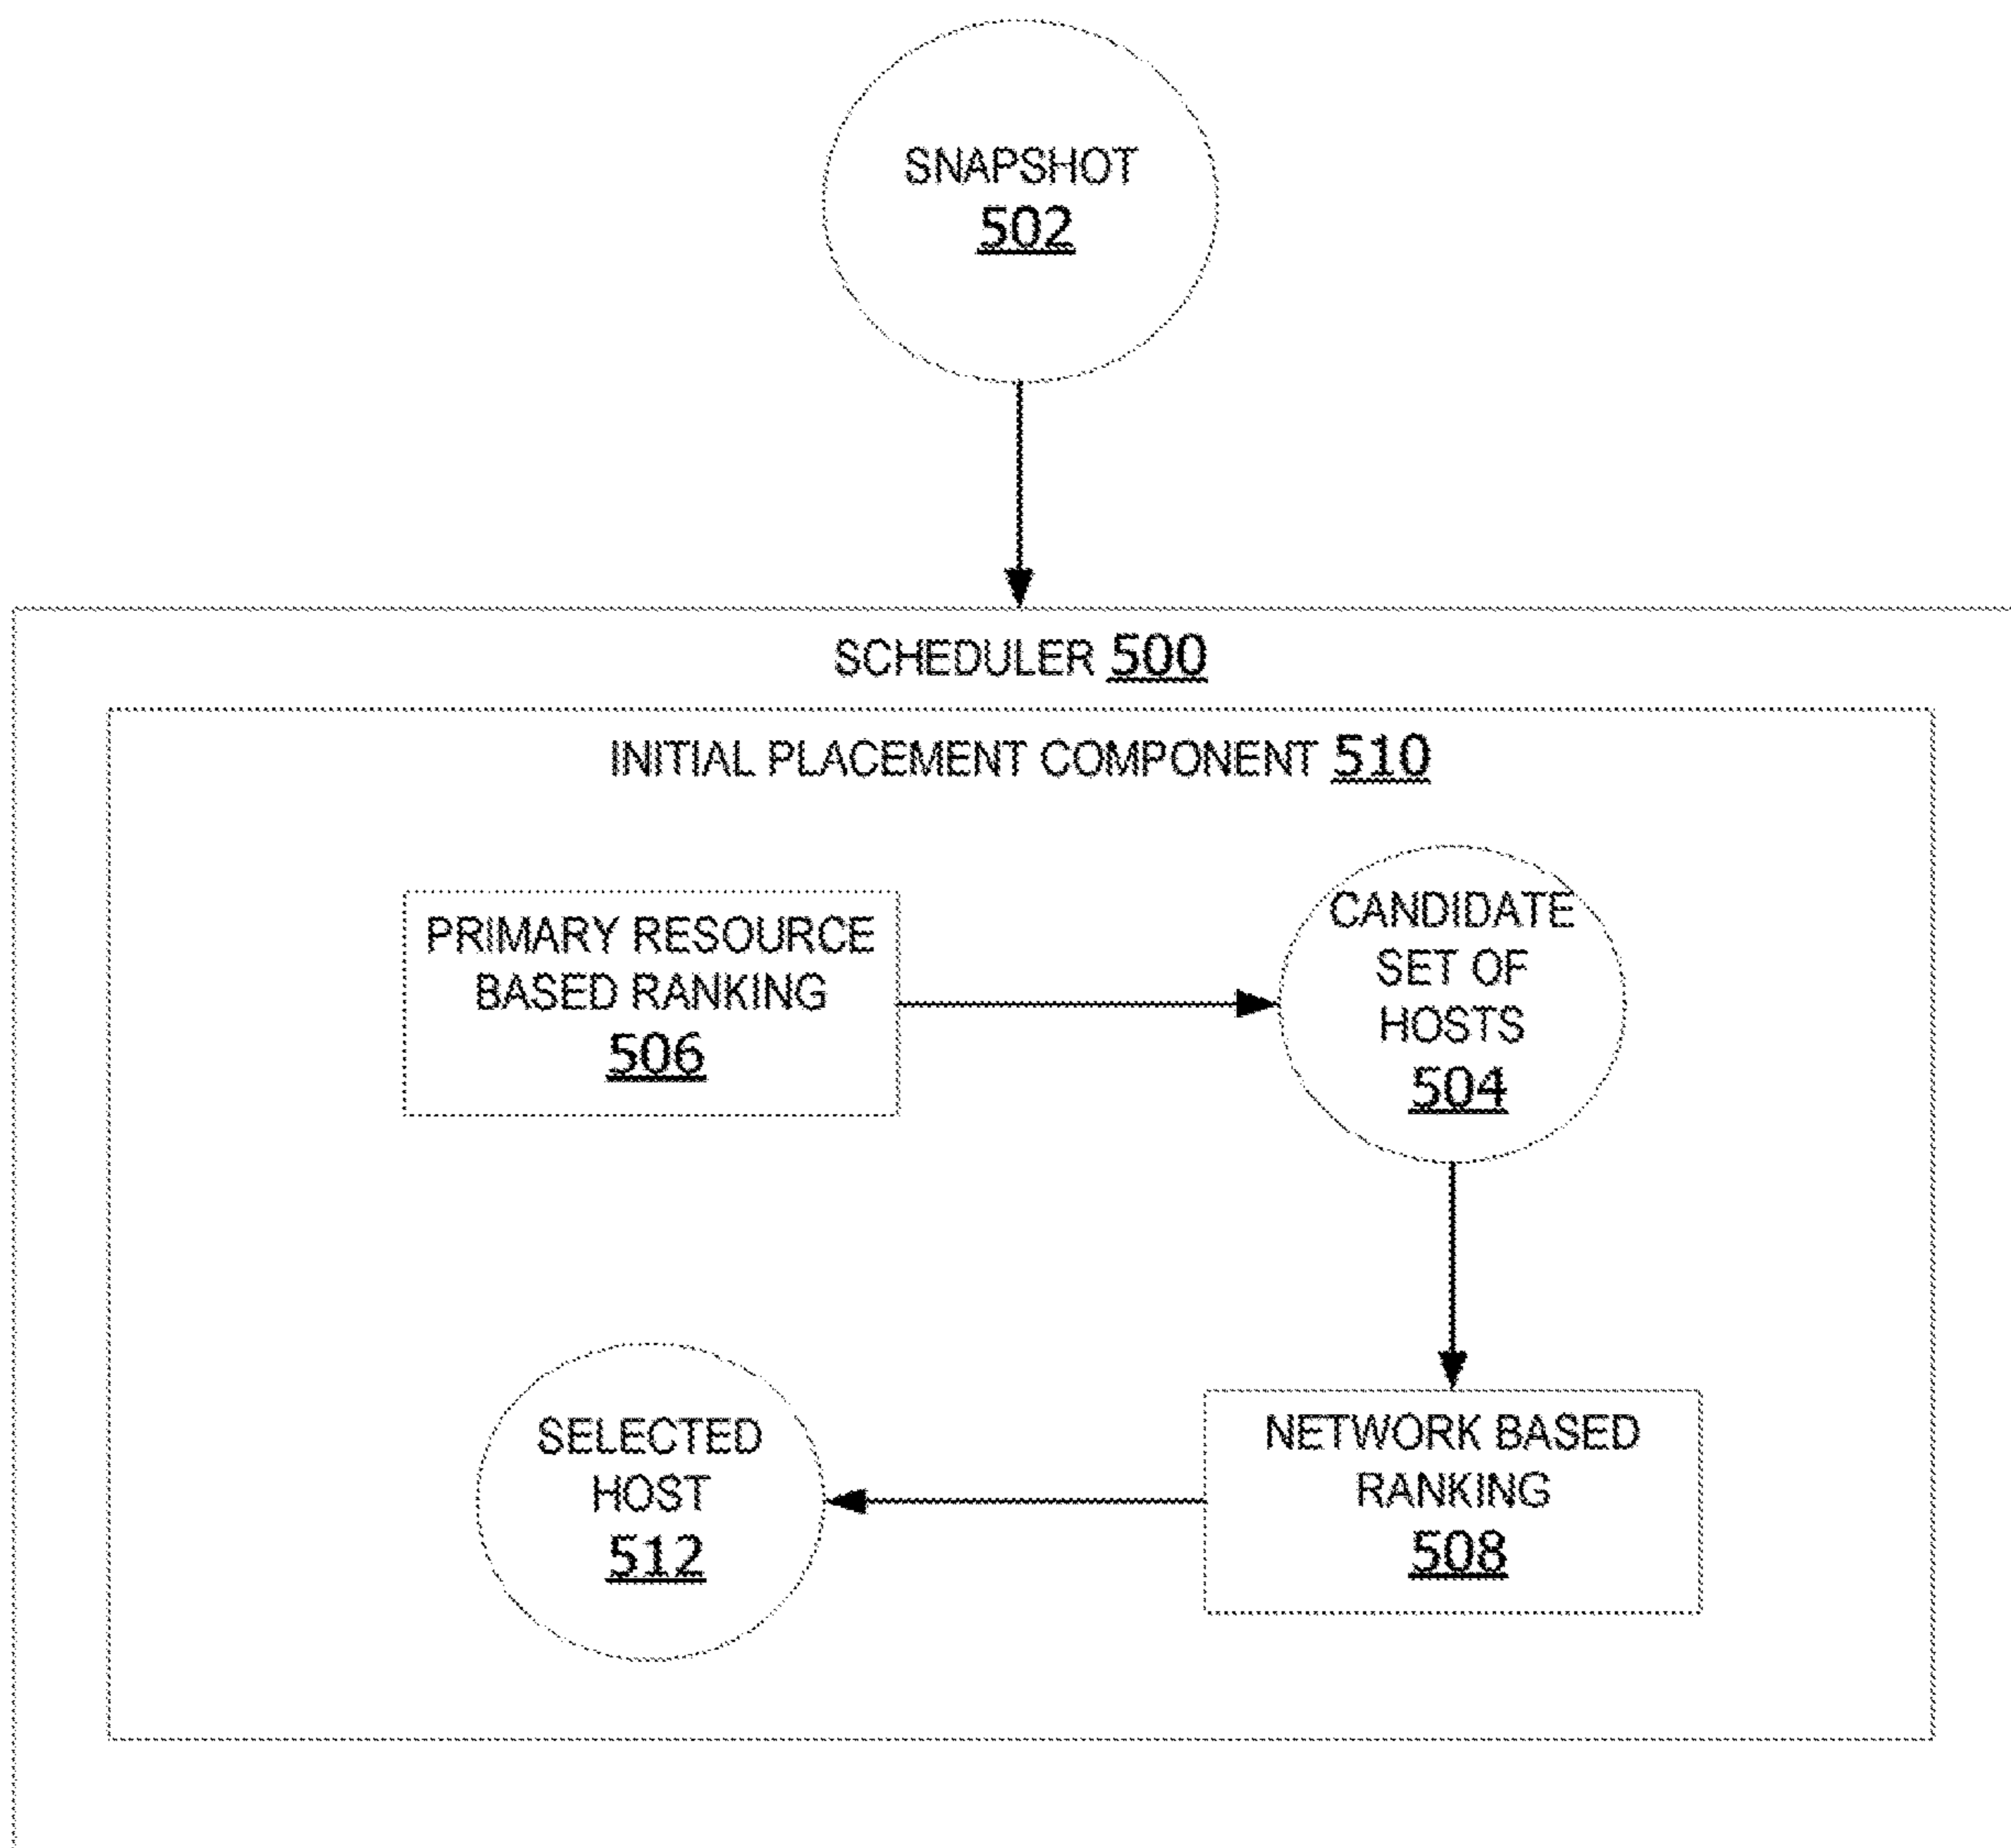 SNAPSHOT
502
SCHEDULER 500
INITIAL PLACEMENT COMPONENT 510
PRIMARY RESOURCE
BASED RANKING
506
CANDIDATE
SET OF
HOSTS
504
SELECTED
HOST
512
NETWORK BASED
RANKING
508